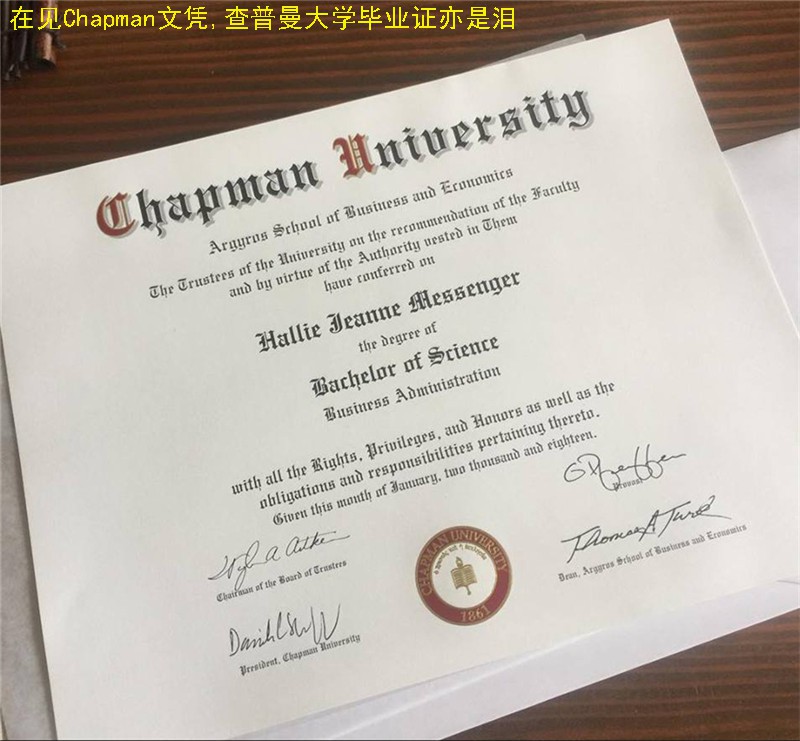 在见Chapman文凭,查普曼大学毕业证亦是泪
Chapman University
Argyros School of Business and Economics
The Trustees of the University on the recommendation of the Faculty
and by virtue of the Authority vested in Them
have conferred on
Hallie Jeanne Messenger
the degree of
Bachelor of Science
Business Administration
with all the Rights, Privileges, and Honors as well as the
obligations and responsibilities pertaining thereto.
Given this month of January, two thousand and eighteen.
Provost
Chairman of the Board of Trustees
Thomas A Turk
Dean, Argyros School of Business and Economics
President, Chapman University
CHAPMAN UNIVERSITY
1861